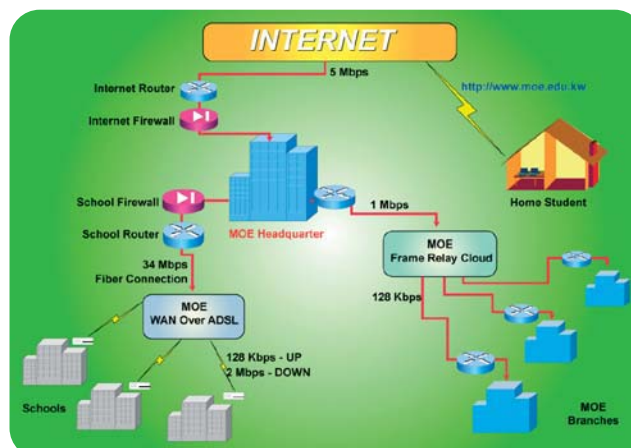 INTERNET
5 Mbps
http://www.moe.edu.kw
Internet Router
Internet Firewall
Home Student
School Firewall
MOE Headquarter
School Router
1 Mbps
MOE
Frame Relay Cloud
34 Mbps
Fiber Connection
128 Kbps
MOE
WAN Over ADSL
128 Kbps - UP
2 Mbps - DOWN
Schools
MOE
Branches